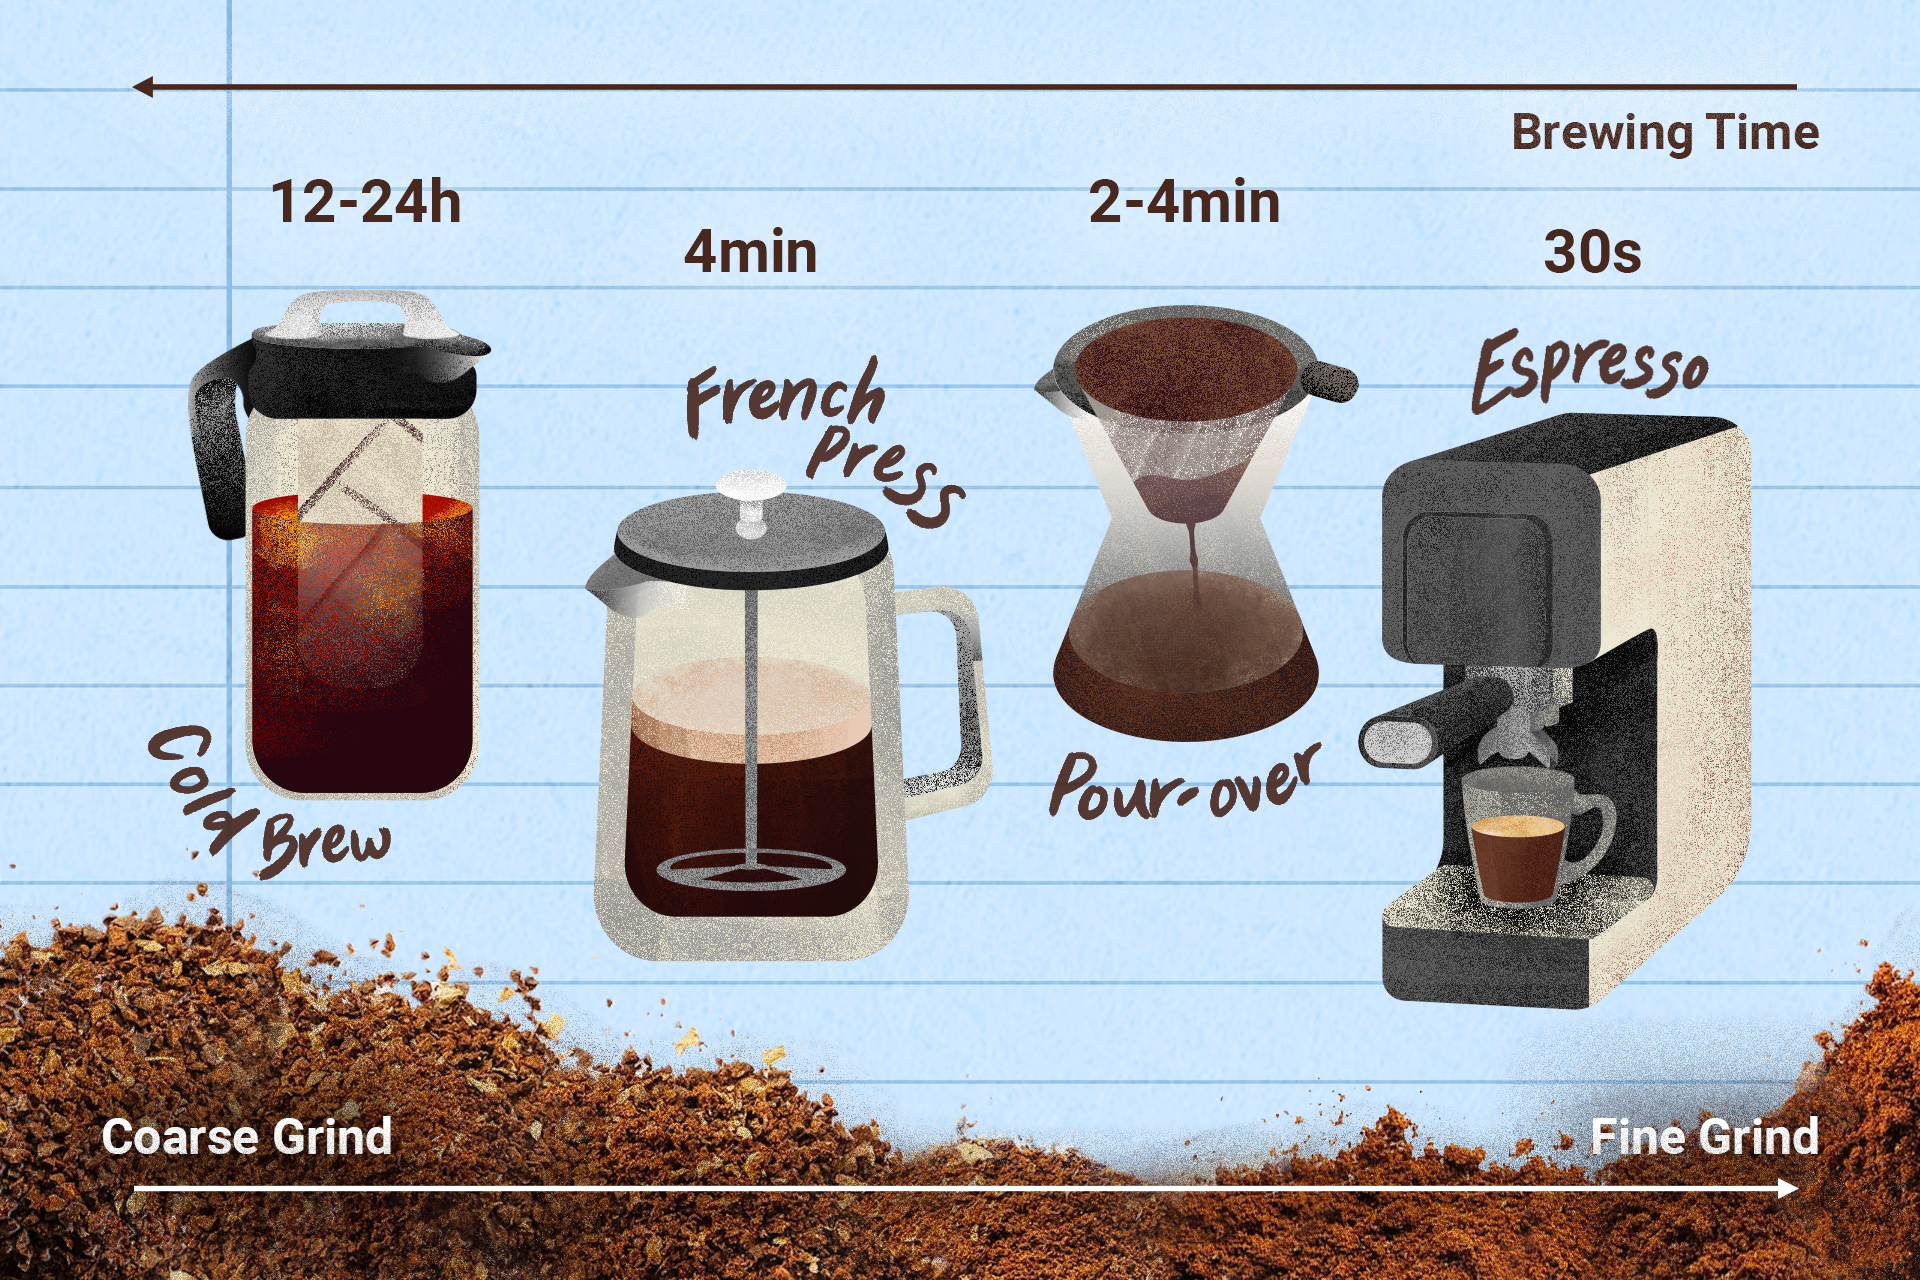 Brewing Time
12-24h
4min
2-4min
30s
Cold Brew
French
Press
Pour-over
Espresso
Coarse Grind
Fine Grind